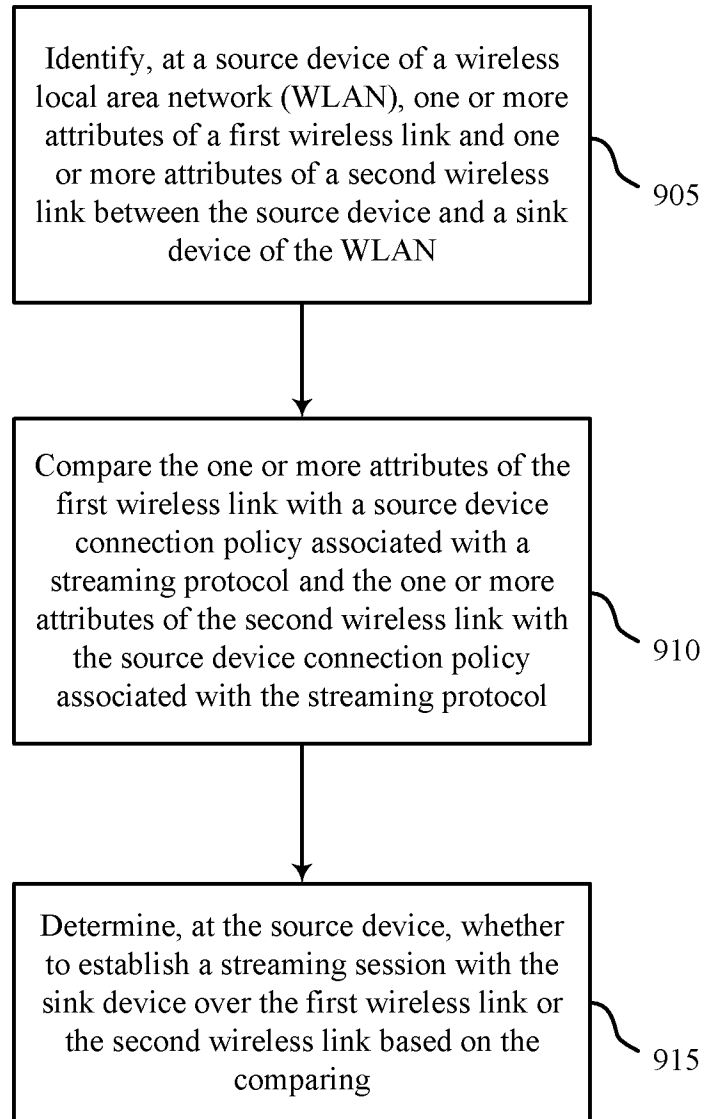 Identify, at a source device of a wireless
local area network (WLAN), one or more
attributes of a first wireless link and one
or more attributes of a second wireless
link between the source device and a sink
device of the WLAN
905
Compare the one or more attributes of the
first wireless link with a source device
connection policy associated with a
streaming protocol and the one or more
attributes of the second wireless link with
the source device connection policy
associated with the streaming protocol
910
Determine, at the source device, whether
to establish a streaming session with the
sink device over the first wireless link or
the second wireless link based on the
comparing
915